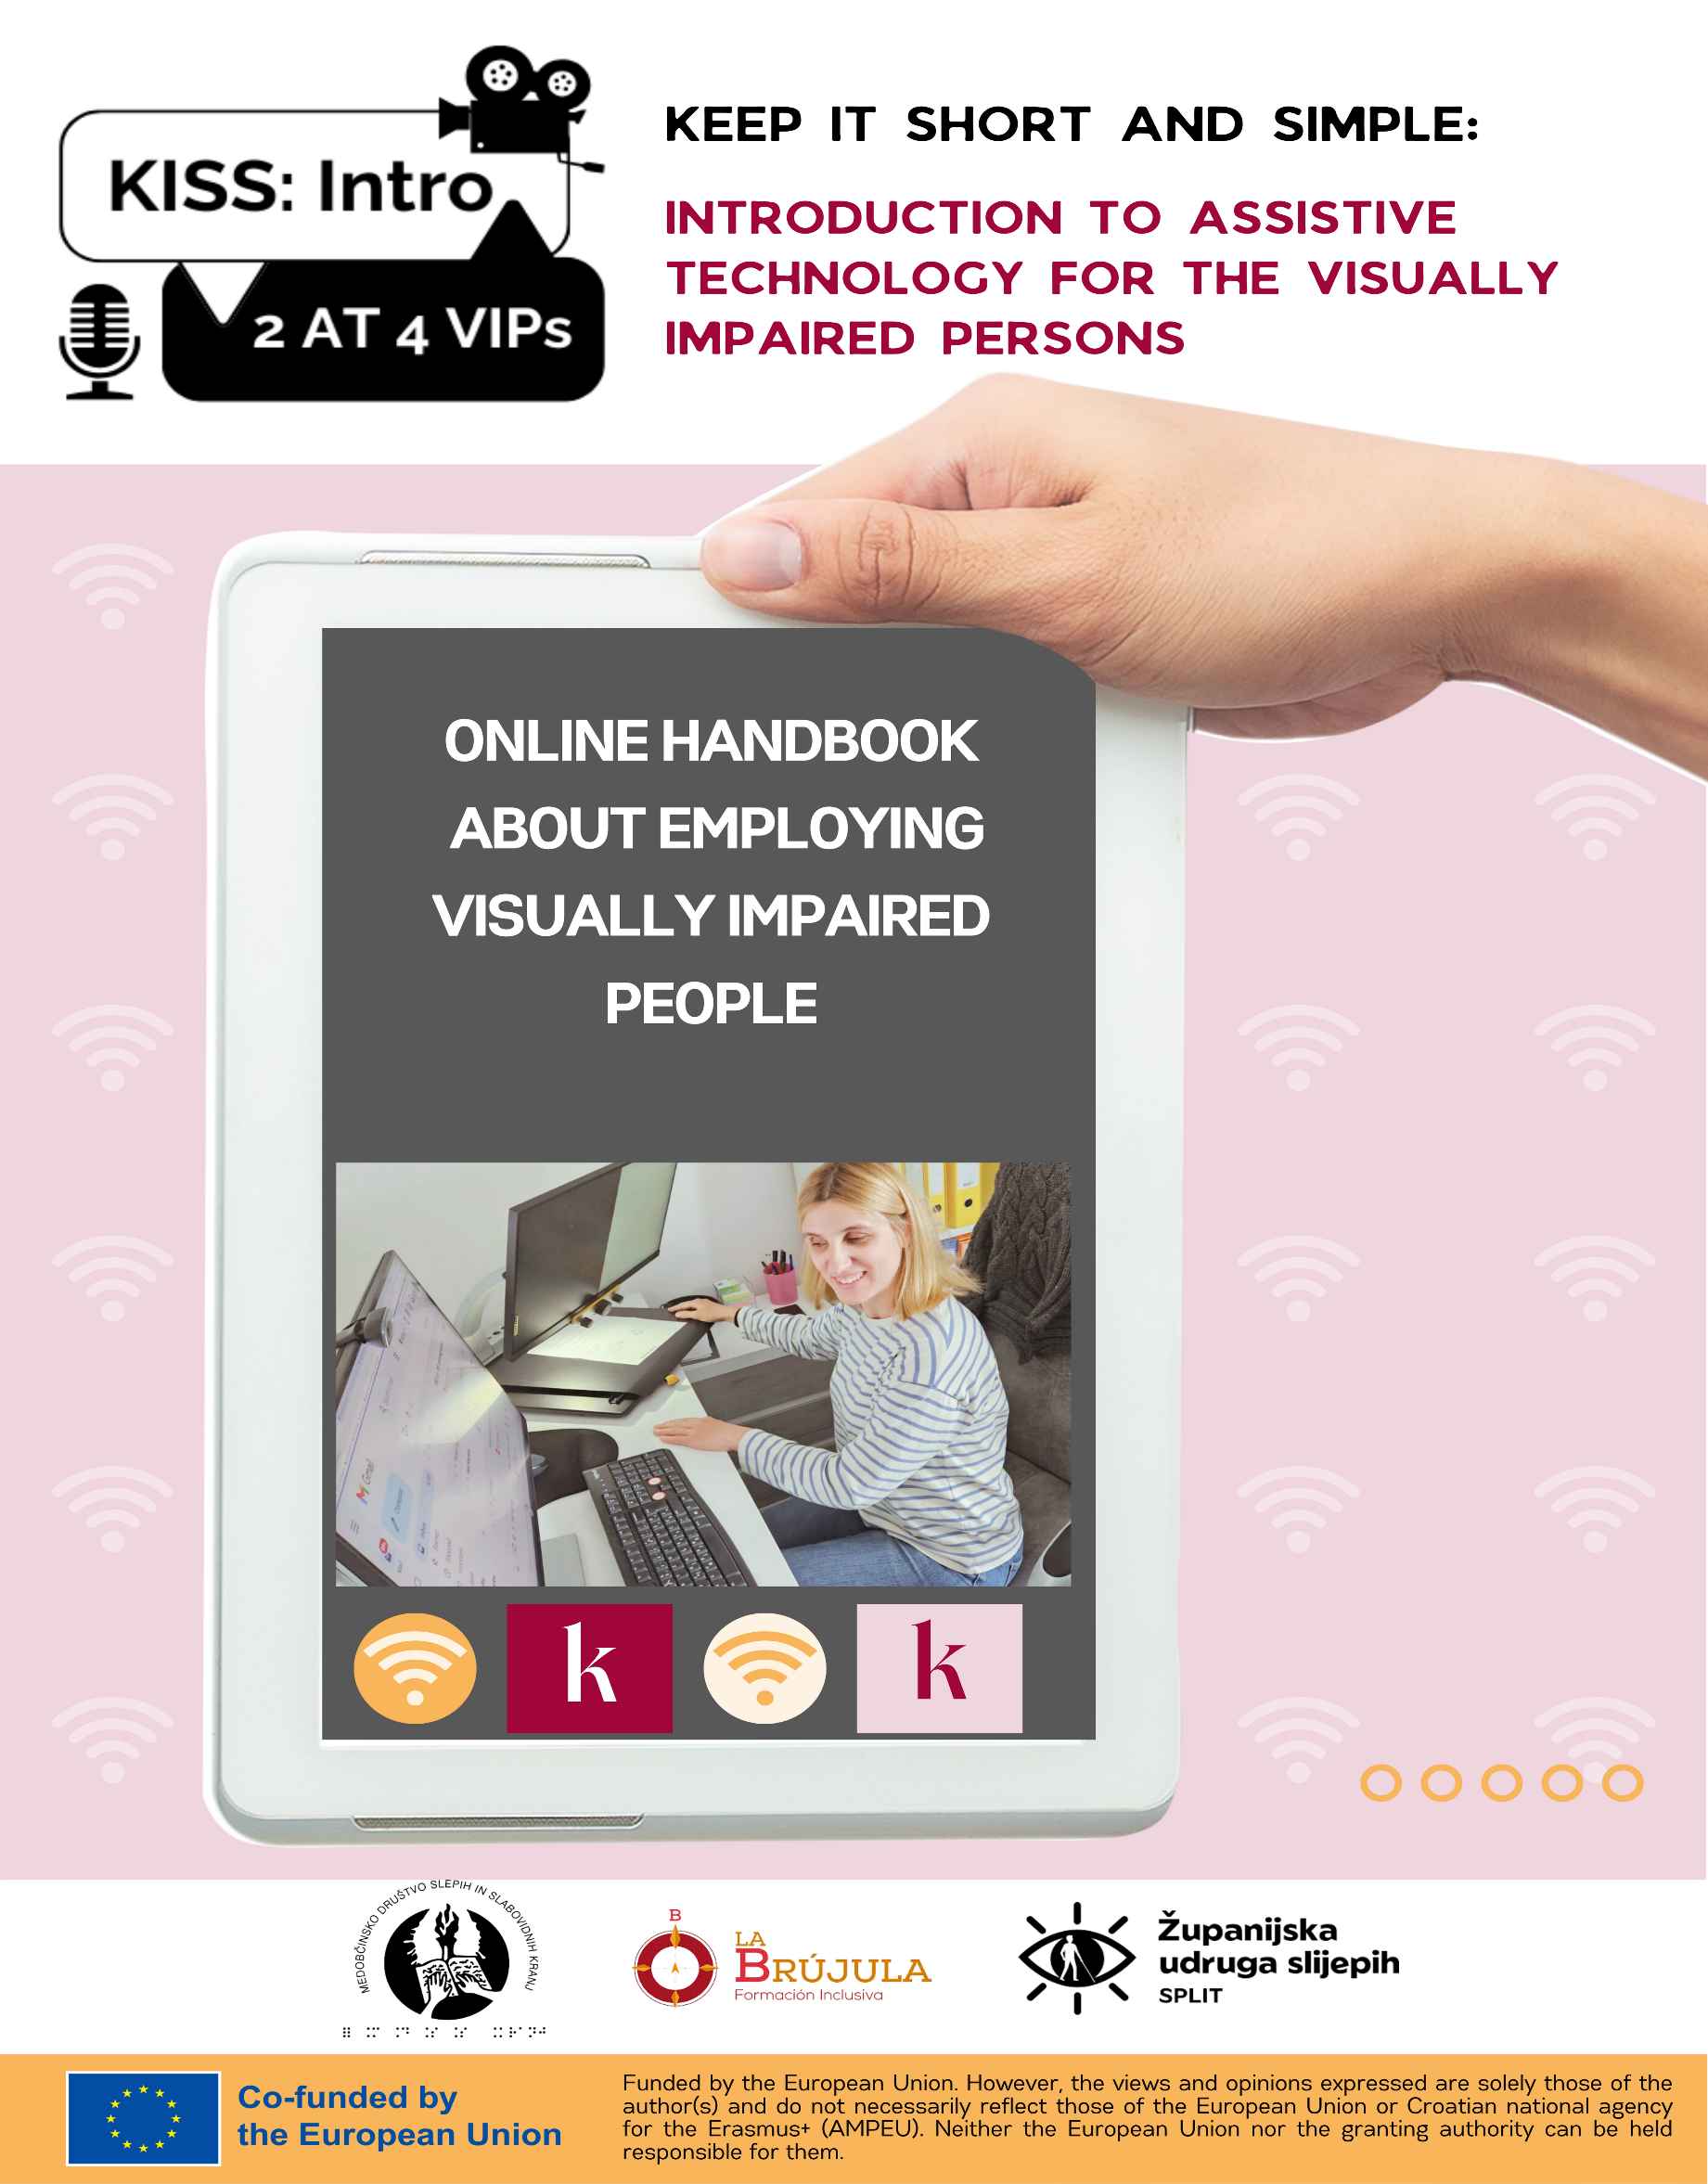 KISS: Intro
2 AT 4 VIPs
KEEP IT SHORT AND SIMPLE:
INTRODUCTION TO ASSISTIVE
TECHNOLOGY FOR THE VISUALLY
IMPAIRED PERSONS
ONLINE HANDBOOK
ABOUT EMPLOYING
VISUALLY IMPAIRED
PEOPLE
Gmail
Compose
Inbox
k
k
MEDOBČINSKO DRUŠTVO SLEPIH IN SLABOVIDNIH KRANJ
B
LA
BRÚJULA
Formación Inclusiva
Županijska
udruga slijepih
SPLIT
Co-funded by
the European Union
Funded by the European Union. However, the views and opinions expressed are solely those of the
author(s) and do not necessarily reflect those of the European Union or Croatian national agency
for the Erasmus+ (AMPEU). Neither the European Union nor the granting authority can be held
responsible for them.